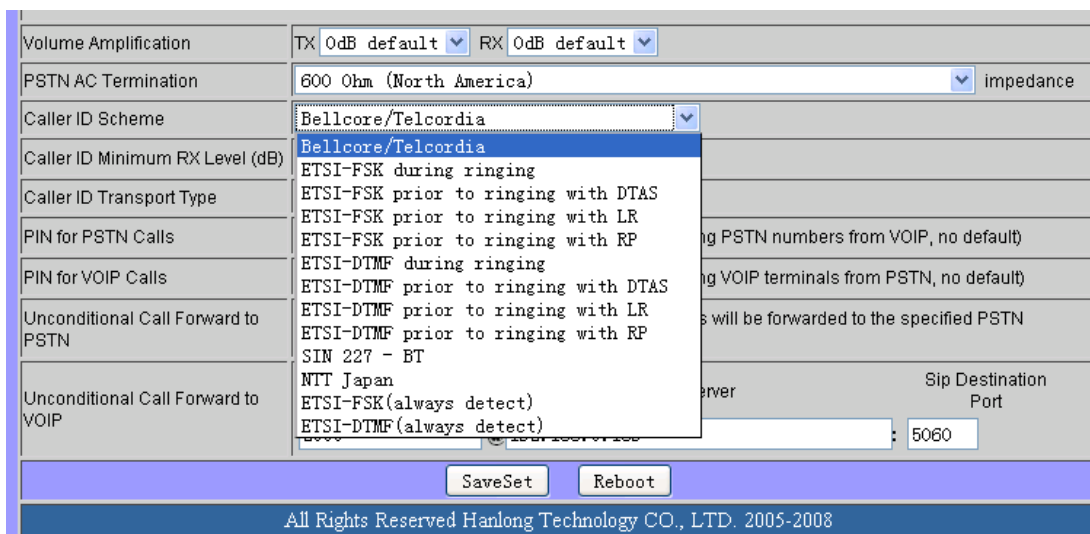 Volume Amplification TX 0dB default RX 0dB default
PSTN AC Termination 600 Ohm (North America) impedance
Caller ID Scheme Bellcore/Telcordia
Caller ID Minimum RX Level (dB)
Caller ID Transport Type
PIN for PSTN Calls
PIN for VOIP Calls
Unconditional Call Forward to
PSTN
Unconditional Call Forward to
VOIP
Bellcore/Telcordia
ETSI-FSK during ringing
ETSI-FSK prior to ringing with DTAS
ETSI-FSK prior to ringing with LR
ETSI-FSK prior to ringing with RP
ETSI-DTMF during ringing
ETSI-DTMF prior to ringing with DTAS
ETSI-DTMF prior to ringing with LR
ETSI-DTMF prior to ringing with RP
SIN 227 - BT
NTT Japan
ETSI-FSK(always detect)
ETSI-DTMF(always detect)
ng PSTN numbers from VOIP, no default)
ng VOIP terminals from PSTN, no default)
s will be forwarded to the specified PSTN
erver
Sip Destination
Port
: 5060
SaveSet Reboot
All Rights Reserved Hanlong Technology CO., LTD. 2005-2008